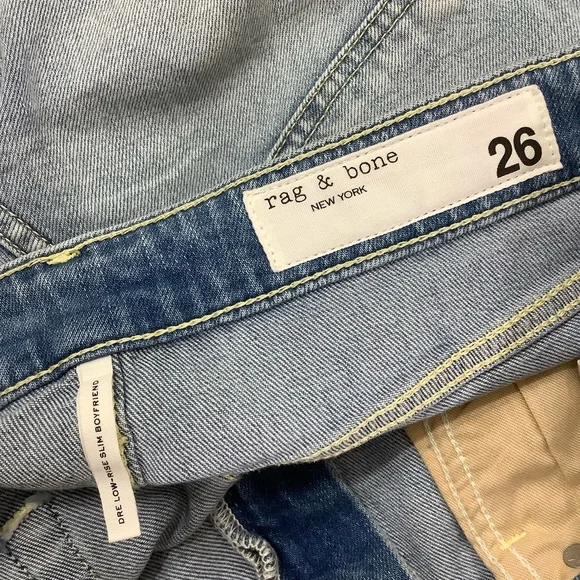 rag & bone
NEW YORK
26
DRE LOW-RISE SLIM BOYFRIEND